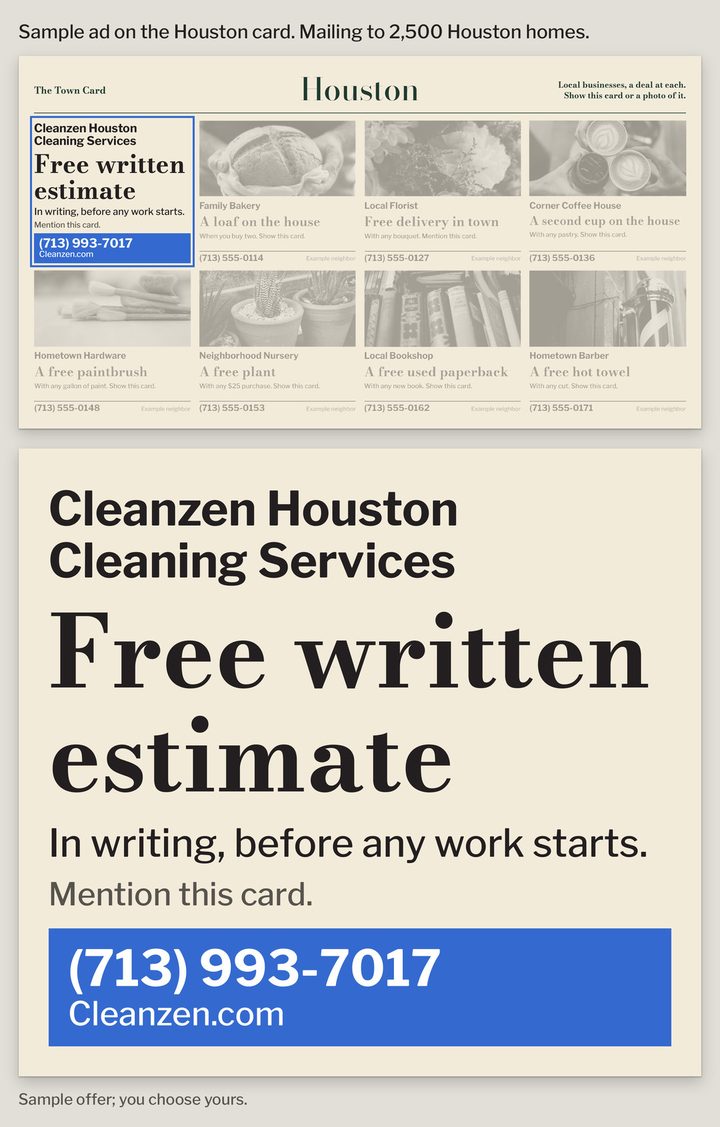 Sample ad on the Houston card. Mailing to 2,500 Houston homes.
The Town Card
Houston
Local businesses, a deal at each.
Show this card or a photo of it.
Cleanzen Houston
Cleaning Services
Free written
estimate
In writing, before any work starts.
Mention this card.
(713) 993-7017
Cleanzen.com
Family Bakery
A loaf on the house
When you buy two. Show this card.
(713) 555-0114
Example neighbor
Local Florist
Free delivery in town
With any bouquet. Mention this card.
(713) 555-0127
Example neighbor
Corner Coffee House
A second cup on the house
With any pastry. Show this card.
(713) 555-0136
Example neighbor
Hometown Hardware
A free paintbrush
With any gallon of paint. Show this card.
(713) 555-0148
Example neighbor
Neighborhood Nursery
A free plant
With any $25 purchase. Show this card.
(713) 555-0153
Example neighbor
Local Bookshop
A free used paperback
With any new book. Show this card.
(713) 555-0162
Example neighbor
Hometown Barber
A free hot towel
With any cut. Show this card.
(713) 555-0171
Example neighbor
Cleanzen Houston
Cleaning Services
Free written
estimate
In writing, before any work starts.
Mention this card.
(713) 993-7017
Cleanzen.com
Sample offer; you choose yours.